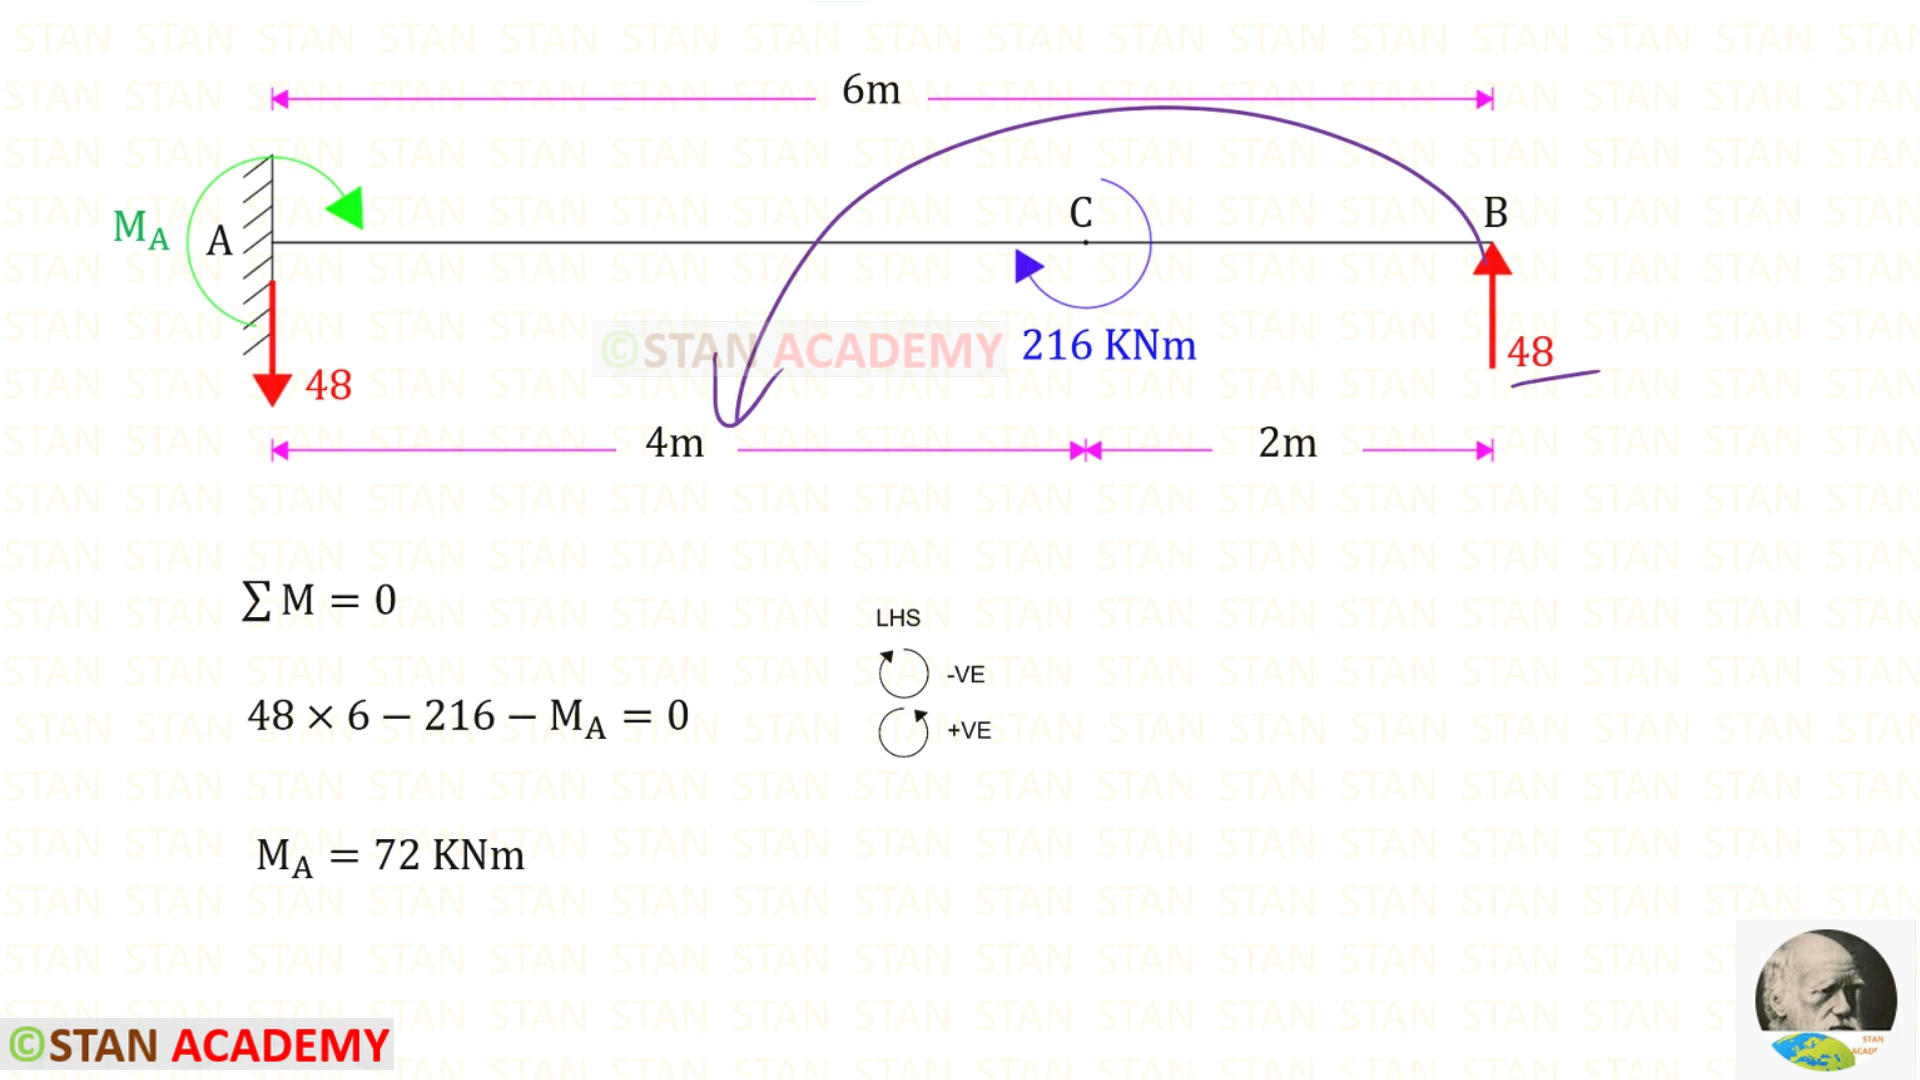 6m
C
B
M_A
A
216 KNm
48
48
©STAN ACADEMY
4m
2m
∑ M = 0
LHS
-VE
48 × 6 − 216 − M_A = 0
+VE
M_A = 72 KNm
©STAN ACADEMY
STAN